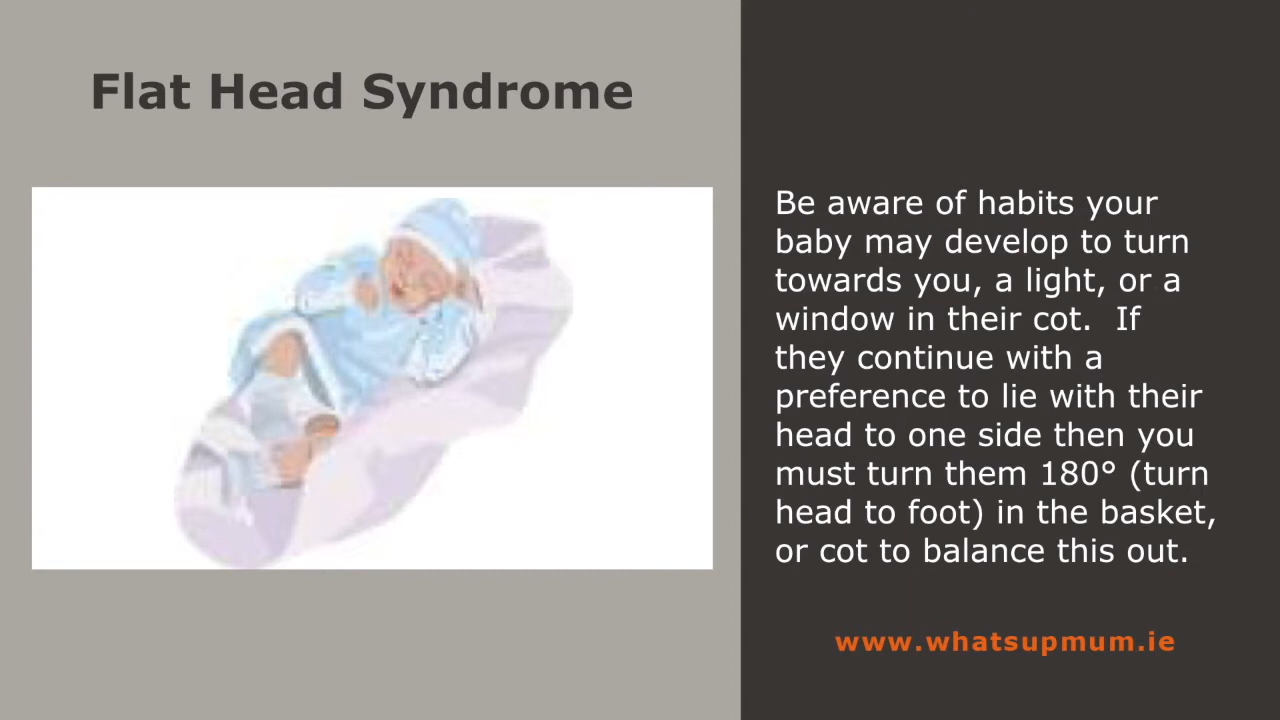 Flat Head Syndrome
Be aware of habits your
baby may develop to turn
towards you, a light, or a
window in their cot.  If
they continue with a
preference to lie with their
head to one side then you
must turn them 180° (turn
head to foot) in the basket,
or cot to balance this out.
www.whatsupmum.ie